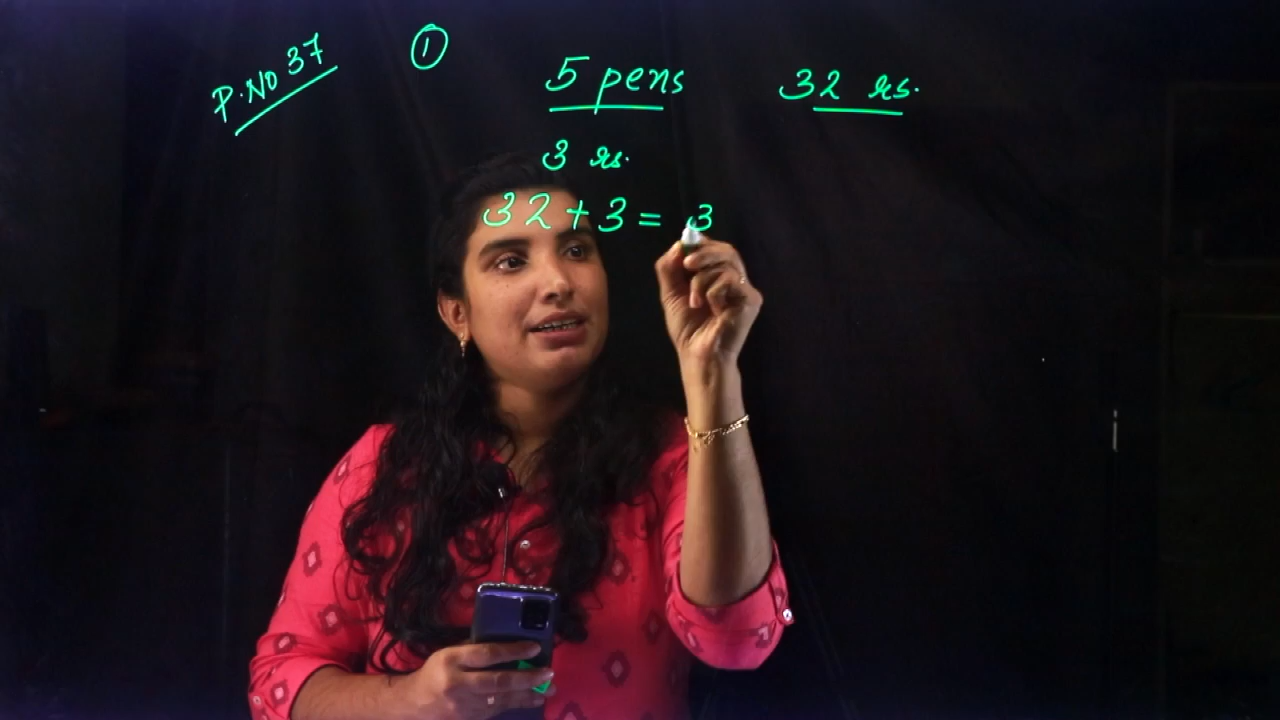 P.No 37
①
5 pens 32 rs.
3 rs.
32+3= 3